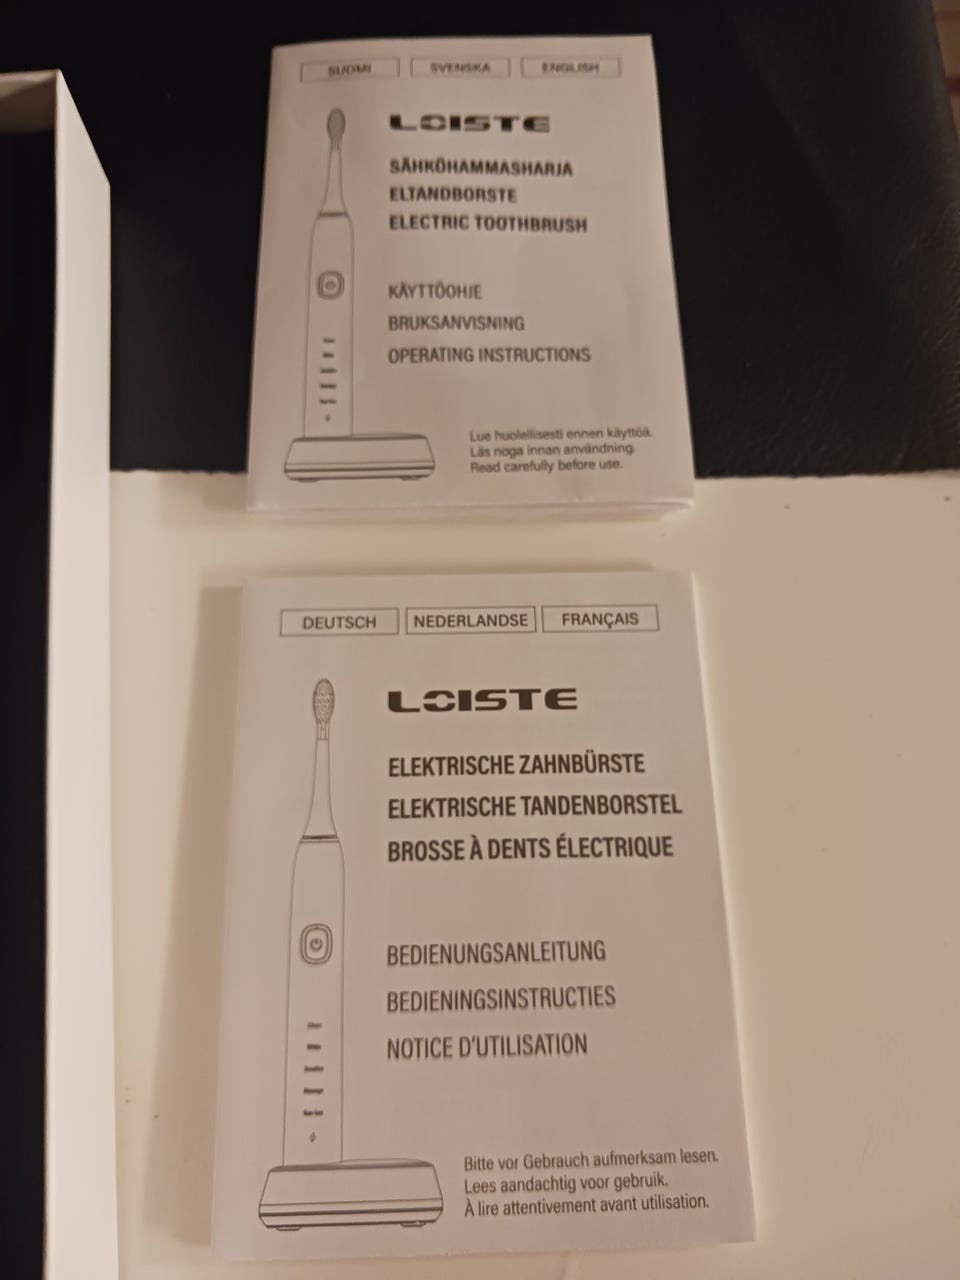 SUOMI SVENSKA ENGLISH
LOISTE
SÄHKÖHAMMASHARJA
ELTANDBORSTE
ELECTRIC TOOTHBRUSH
KÄYTTÖOHJE
BRUKSANVISNING
OPERATING INSTRUCTIONS
Lue huolellisesti ennen käyttöä.
Läs noga innan användning.
Read carefully before use.
DEUTSCH NEDERLANDSE FRANÇAIS
LOISTE
ELEKTRISCHE ZAHNBÜRSTE
ELEKTRISCHE TANDENBORSTEL
BROSSE À DENTS ÉLECTRIQUE
BEDIENUNGSANLEITUNG
BEDIENINGSINSTRUCTIES
NOTICE D'UTILISATION
Bitte vor Gebrauch aufmerksam lesen.
Lees aandachtig voor gebruik.
À lire attentivement avant utilisation.